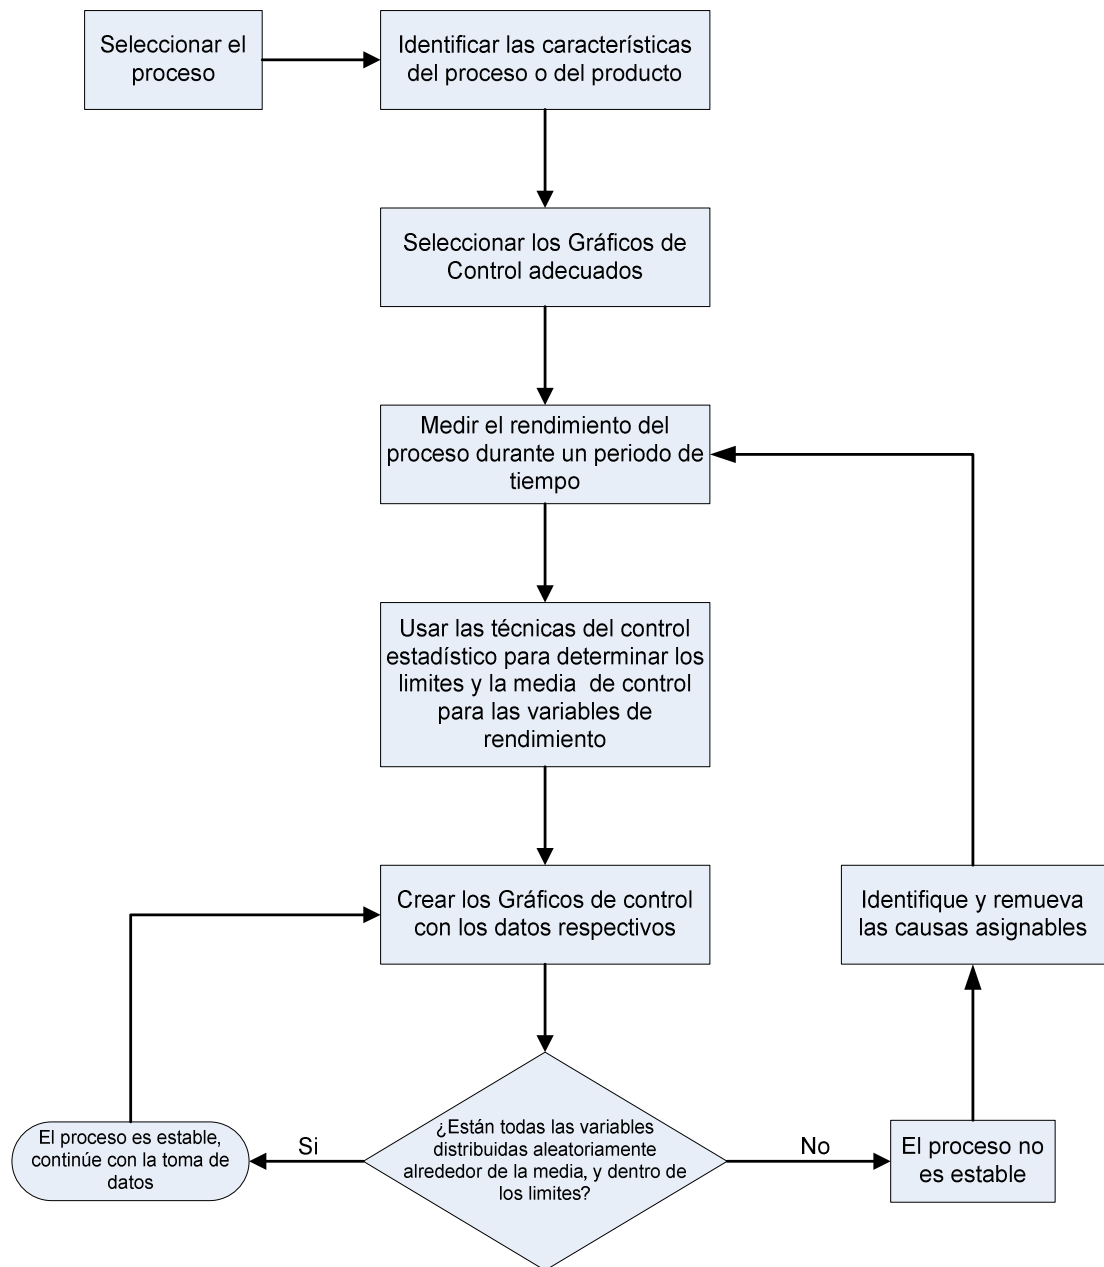 Seleccionar el
proceso
Identificar las características
del proceso o del producto
Seleccionar los Gráficos de
Control adecuados
Medir el rendimiento del
proceso durante un periodo de
tiempo
Usar las técnicas del control
estadístico para determinar los
limites y la media de control
para las variables de
rendimiento
Crear los Gráficos de control
con los datos respectivos
Identifique y remueva
las causas asignables
¿Están todas las variables
distribuidas aleatoriamente
alrededor de la media, y dentro de
los limites?
Si
El proceso es estable,
continúe con la toma de
datos
No
El proceso no
es estable